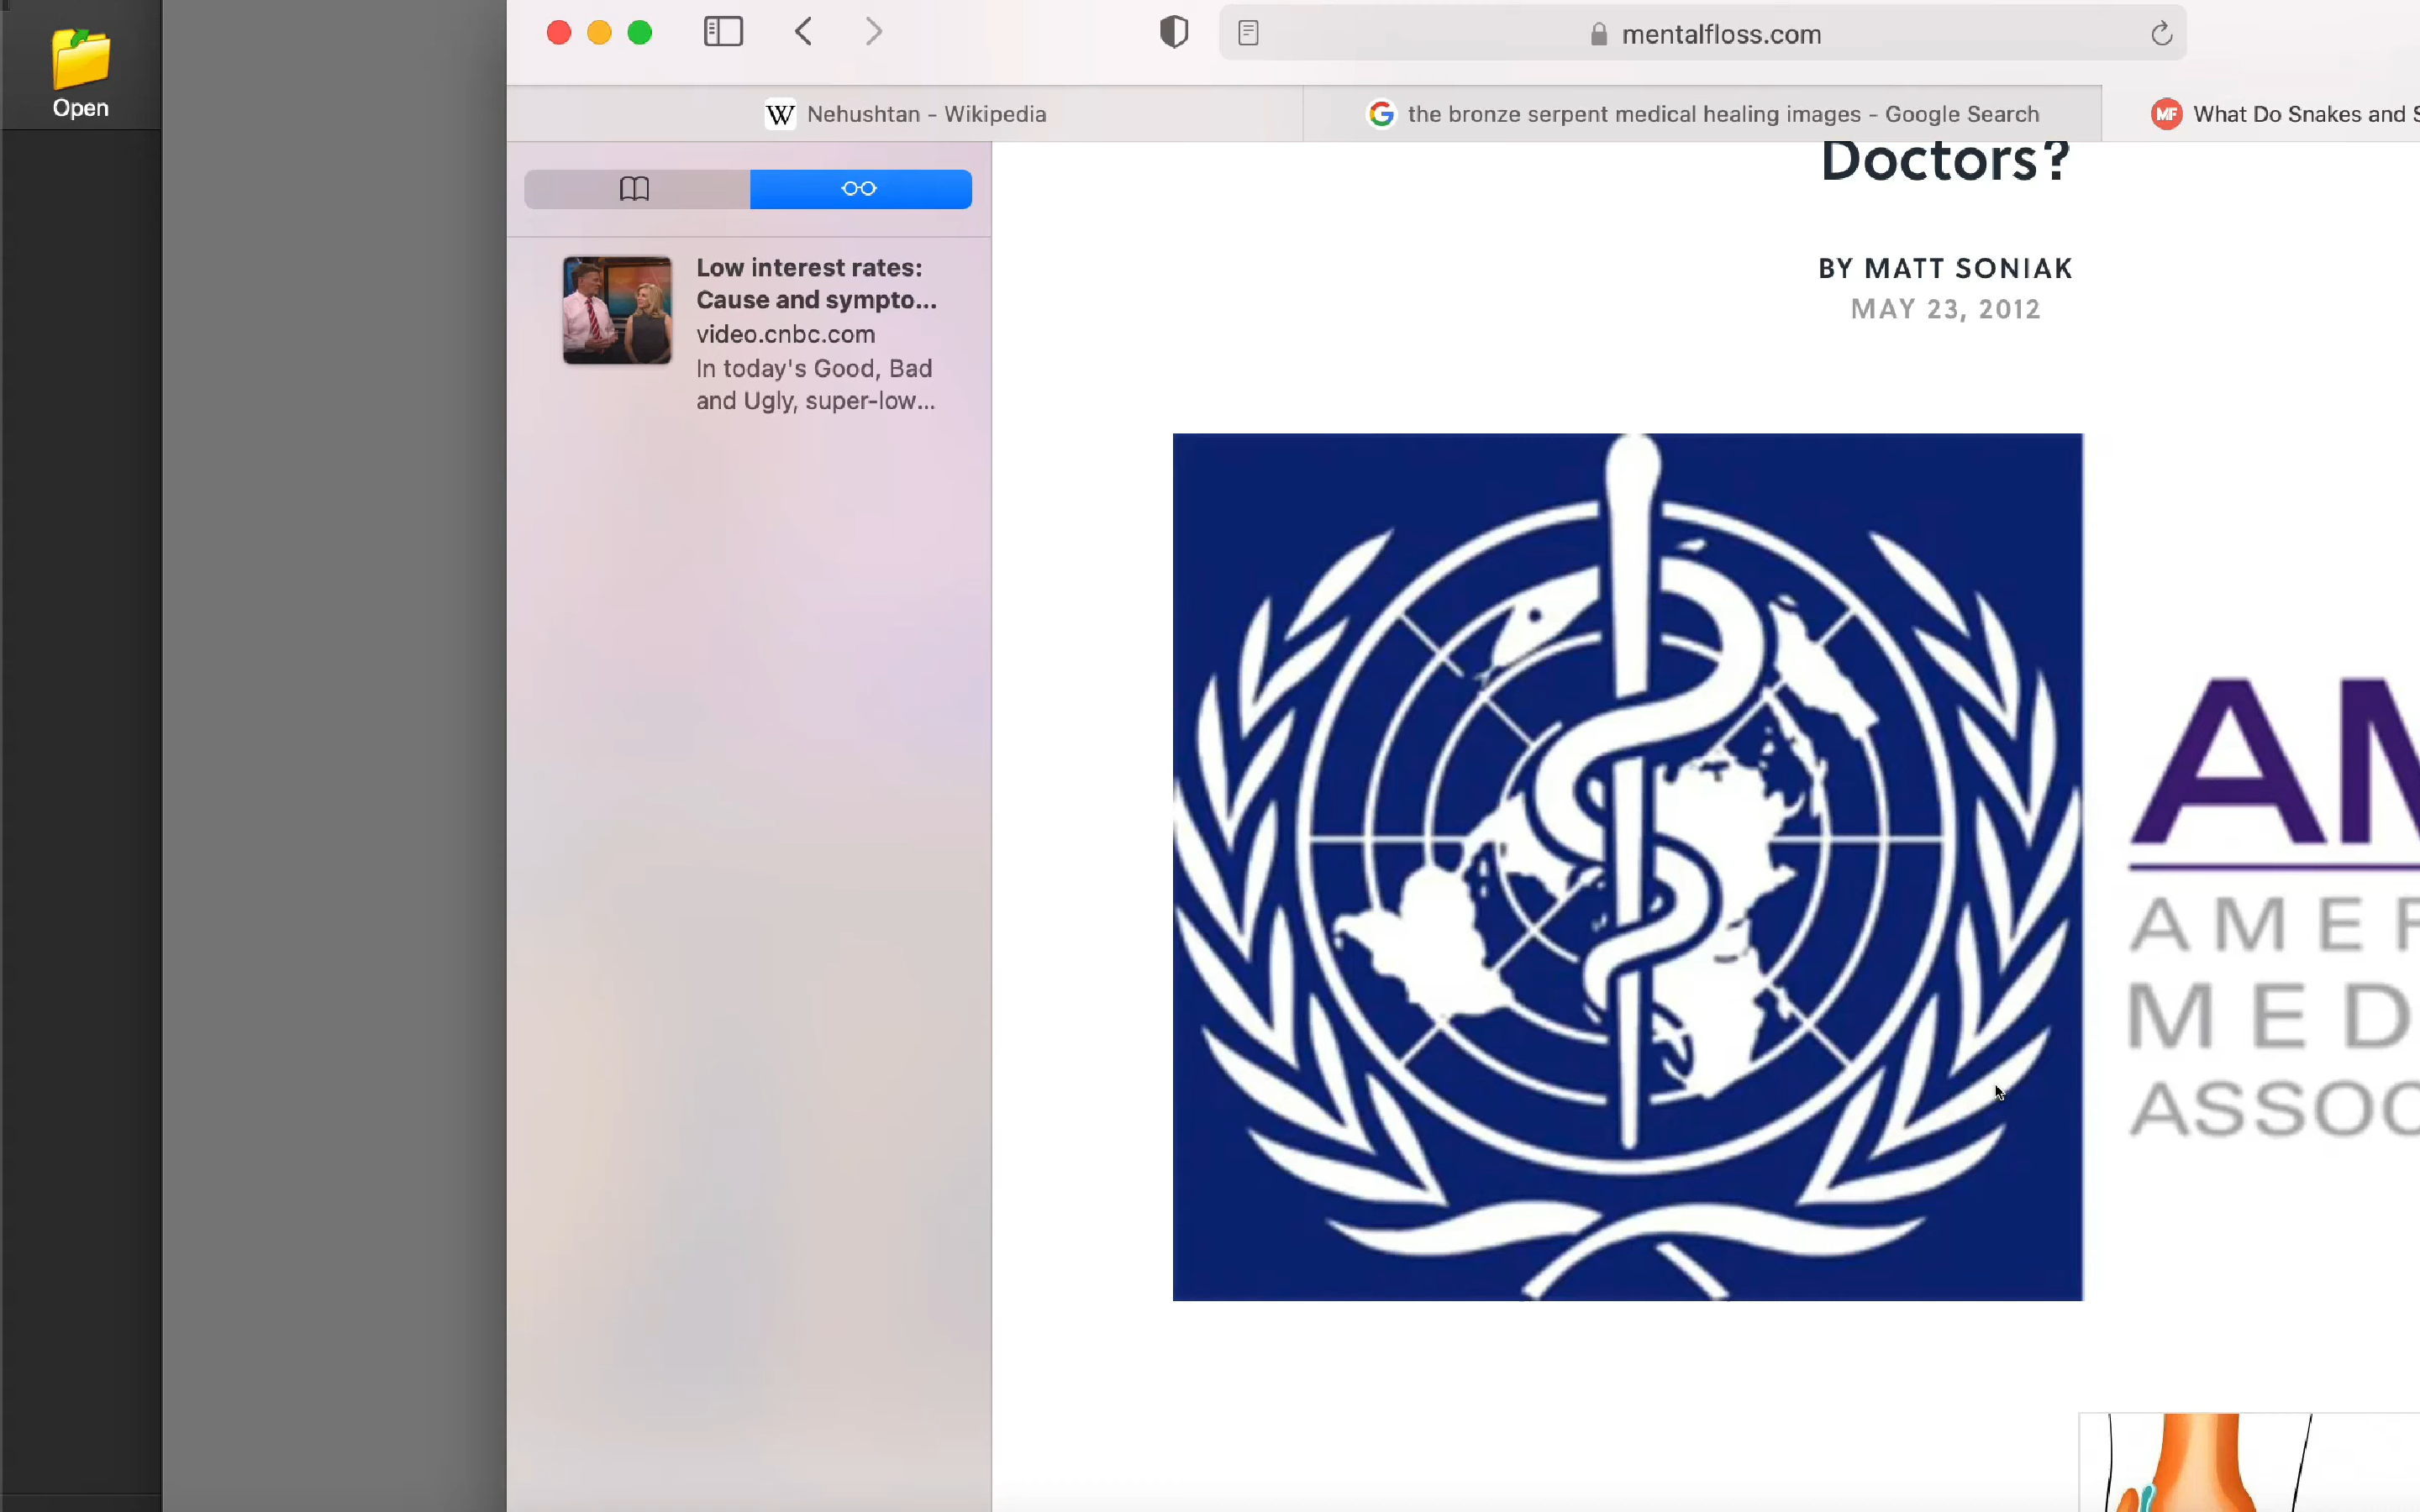 Open
mentalfloss.com
Nehushtan - Wikipedia
the bronze serpent medical healing images - Google Search
MF
What Do Snakes and
Doctors?
Low interest rates:
Cause and sympto...
video.cnbc.com
In today's Good, Bad
and Ugly, super-low...
BY MATT SONIAK
MAY 23, 2012
AM
AMER
MED
ASSOC